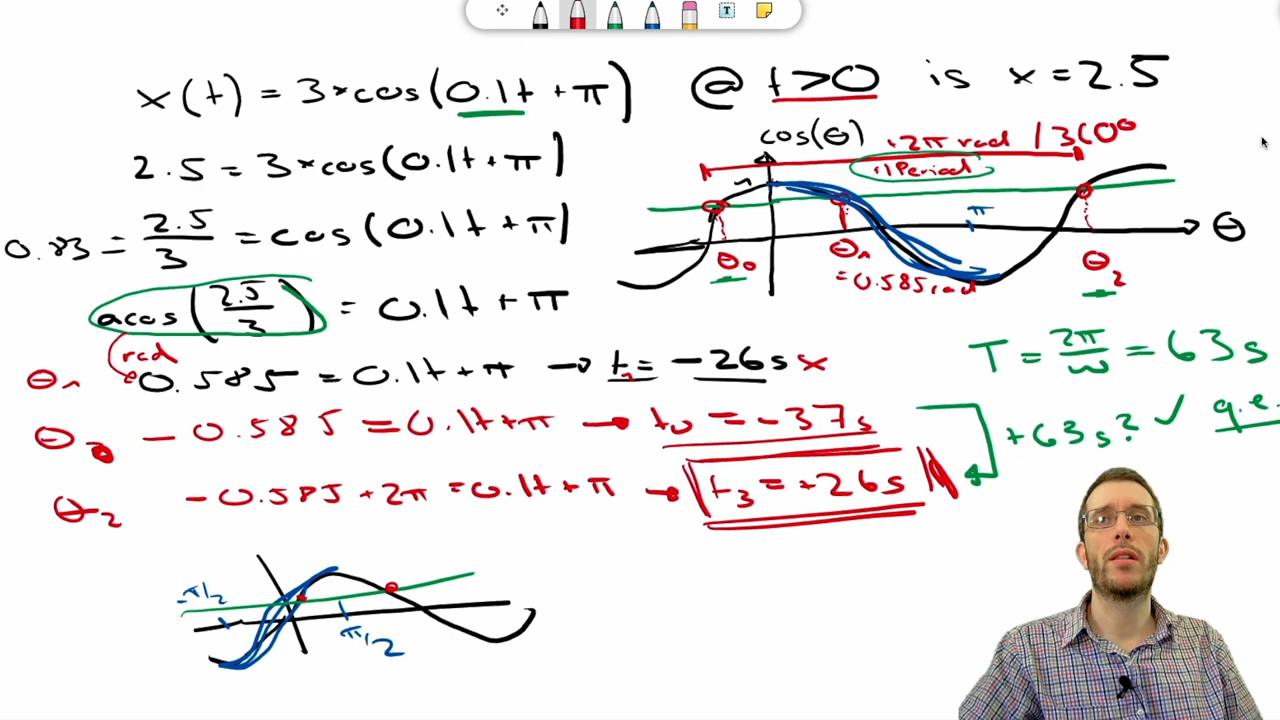 x(t) = 3*cos(0.1t + π) @ t>0 is x=2.5
2.5 = 3*cos(0.1t+π)
0.83 = 2.5/3 = cos(0.1t+π)
acos(2.5/3) = 0.1t + π
rad
θ₁ 0.585 = 0.1t + π → t₁ = -26s x
-0.585 = 0.1t+π → t₀ = -37s
θ₂ -0.585+2π = 0.1t+π → t₃ = +26s
cos(θ)
+2π rad / 360°
1 Period
1
π
θ
θ₀
θ₁
= 0.585 rad
θ₂
T = 2π/ω = 63s
+63s? ✓ q.e.
-π/2
π/2
T